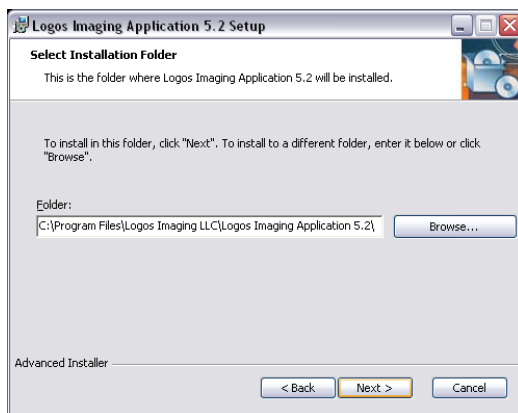 Logos Imaging Application 5.2 Setup
Select Installation Folder
This is the folder where Logos Imaging Application 5.2 will be installed.
To install in this folder, click "Next". To install to a different folder, enter it below or click
"Browse".
Folder:
C:\Program Files\Logos Imaging LLC\Logos Imaging Application 5.2\
Browse...
Advanced Installer
< Back
Next >
Cancel